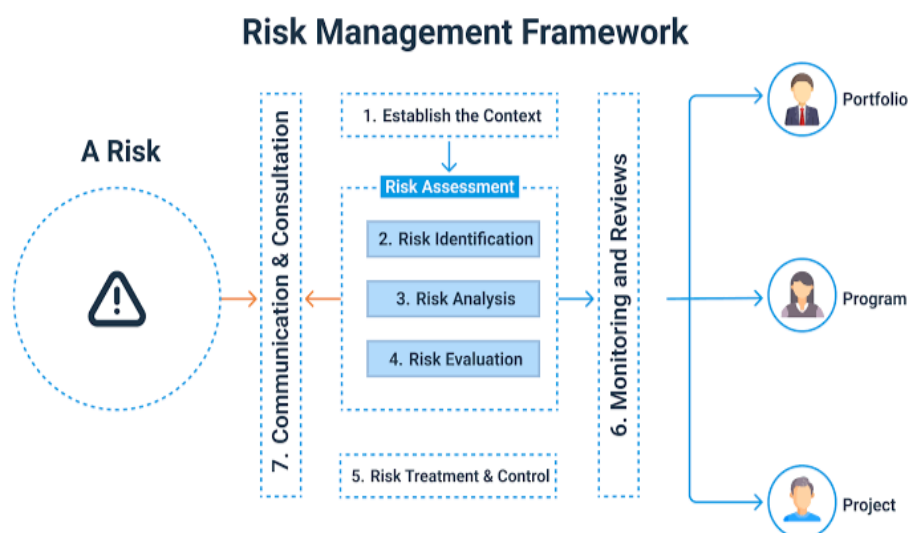 Risk Management Framework
A Risk
7. Communication & Consultation
1. Establish the Context
Risk Assessment
2. Risk Identification
3. Risk Analysis
4. Risk Evaluation
5. Risk Treatment & Control
6. Monitoring and Reviews
Portfolio
Program
Project